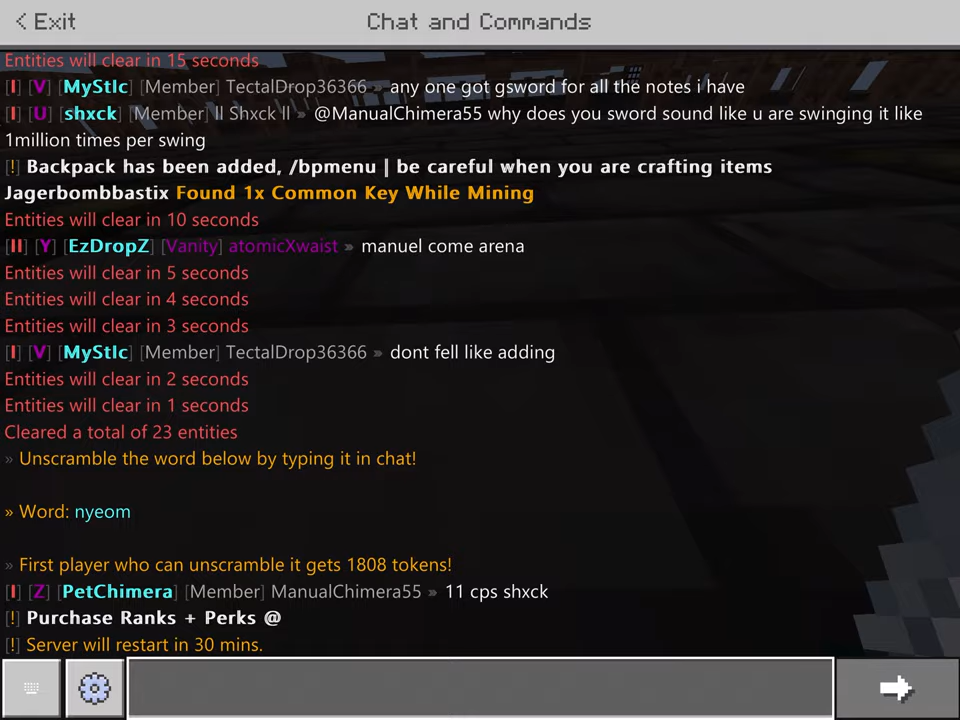 < Exit
Chat and Commands
Entities will clear in 15 seconds
[I] [V] [MyStIc] [Member] TectalDrop36366 » any one got gsword for all the notes i have
[I] [U] [shxck] [Member] ll Shxck ll » @ManualChimera55 why does you sword sound like u are swinging it like
1million times per swing
[!] Backpack has been added, /bpmenu | be careful when you are crafting items
Jagerbombbastix Found 1x Common Key While Mining
Entities will clear in 10 seconds
[II] [Y] [EzDropZ] [Vanity] atomicXwaist » manuel come arena
Entities will clear in 5 seconds
Entities will clear in 4 seconds
Entities will clear in 3 seconds
[I] [V] [MyStIc] [Member] TectalDrop36366 » dont fell like adding
Entities will clear in 2 seconds
Entities will clear in 1 seconds
Cleared a total of 23 entities
» Unscramble the word below by typing it in chat!
» Word: nyeom
» First player who can unscramble it gets 1808 tokens!
[I] [Z] [PetChimera] [Member] ManualChimera55 » 11 cps shxck
[!] Purchase Ranks + Perks @
[!] Server will restart in 30 mins.